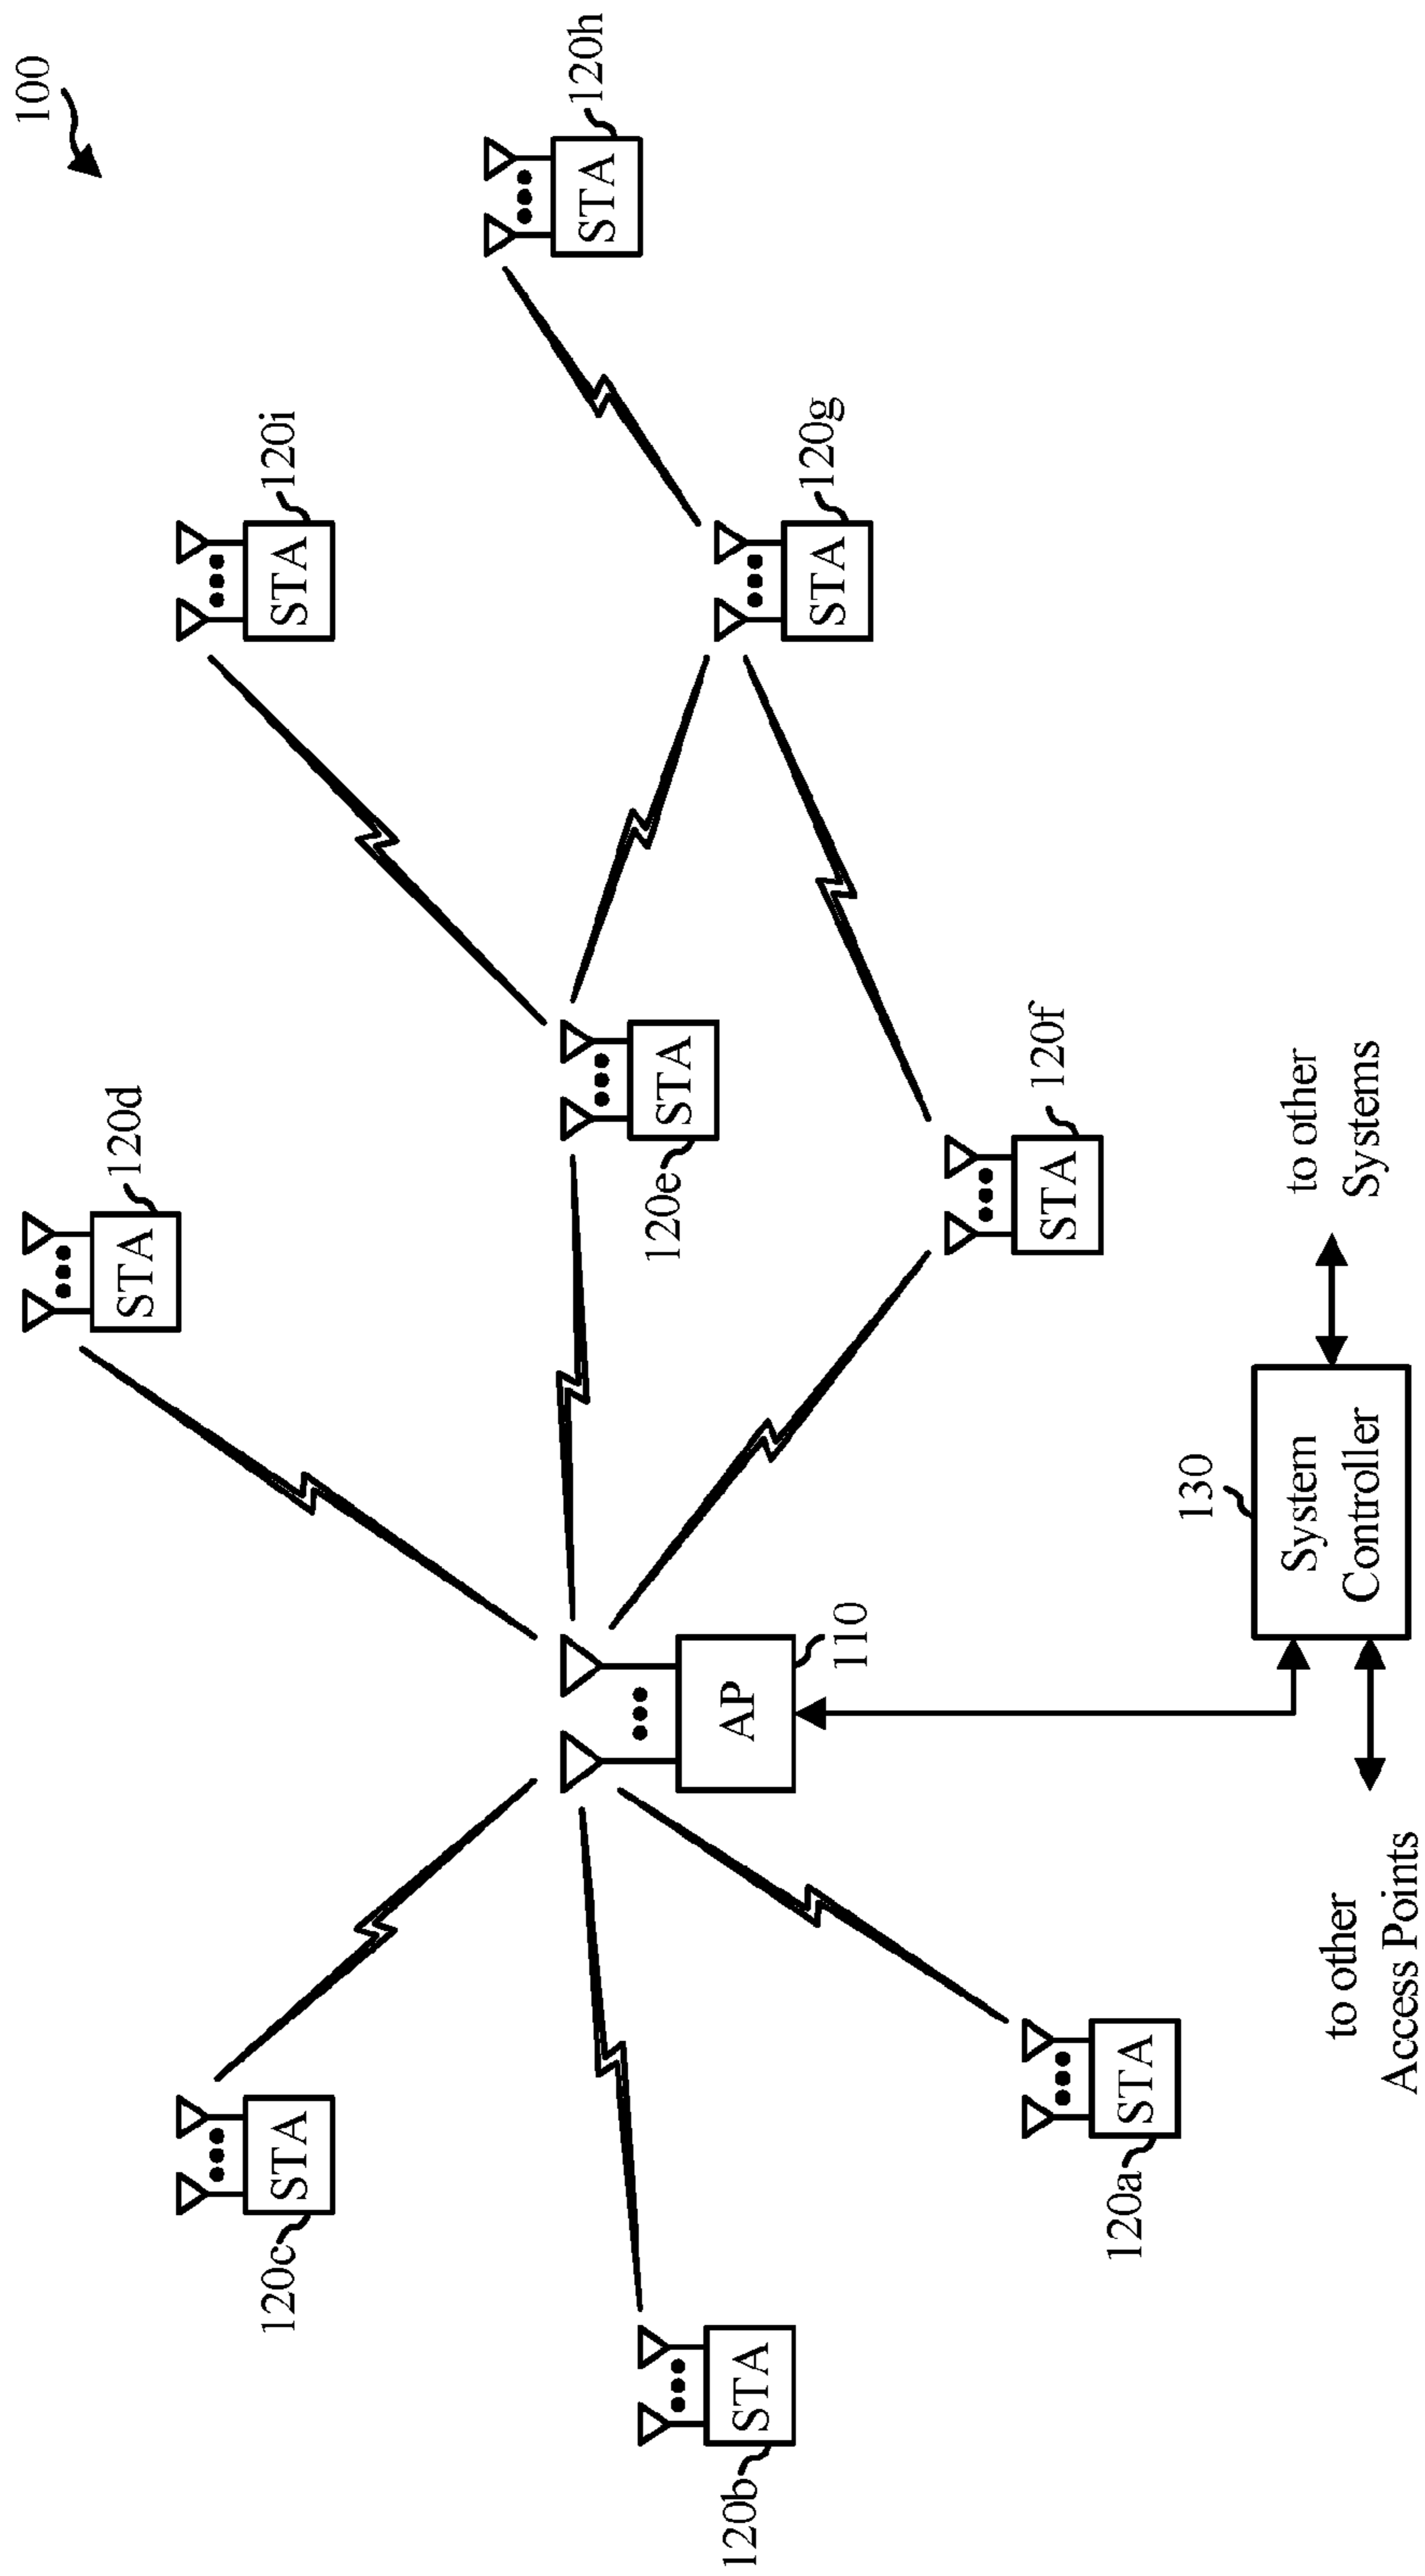 100
120d
STA
120i
STA
120c
STA
120h
STA
120e
STA
120b
STA
AP
110
120g
STA
120f
STA
120a
STA
130
System
Controller
to other
Systems
to other
Access Points